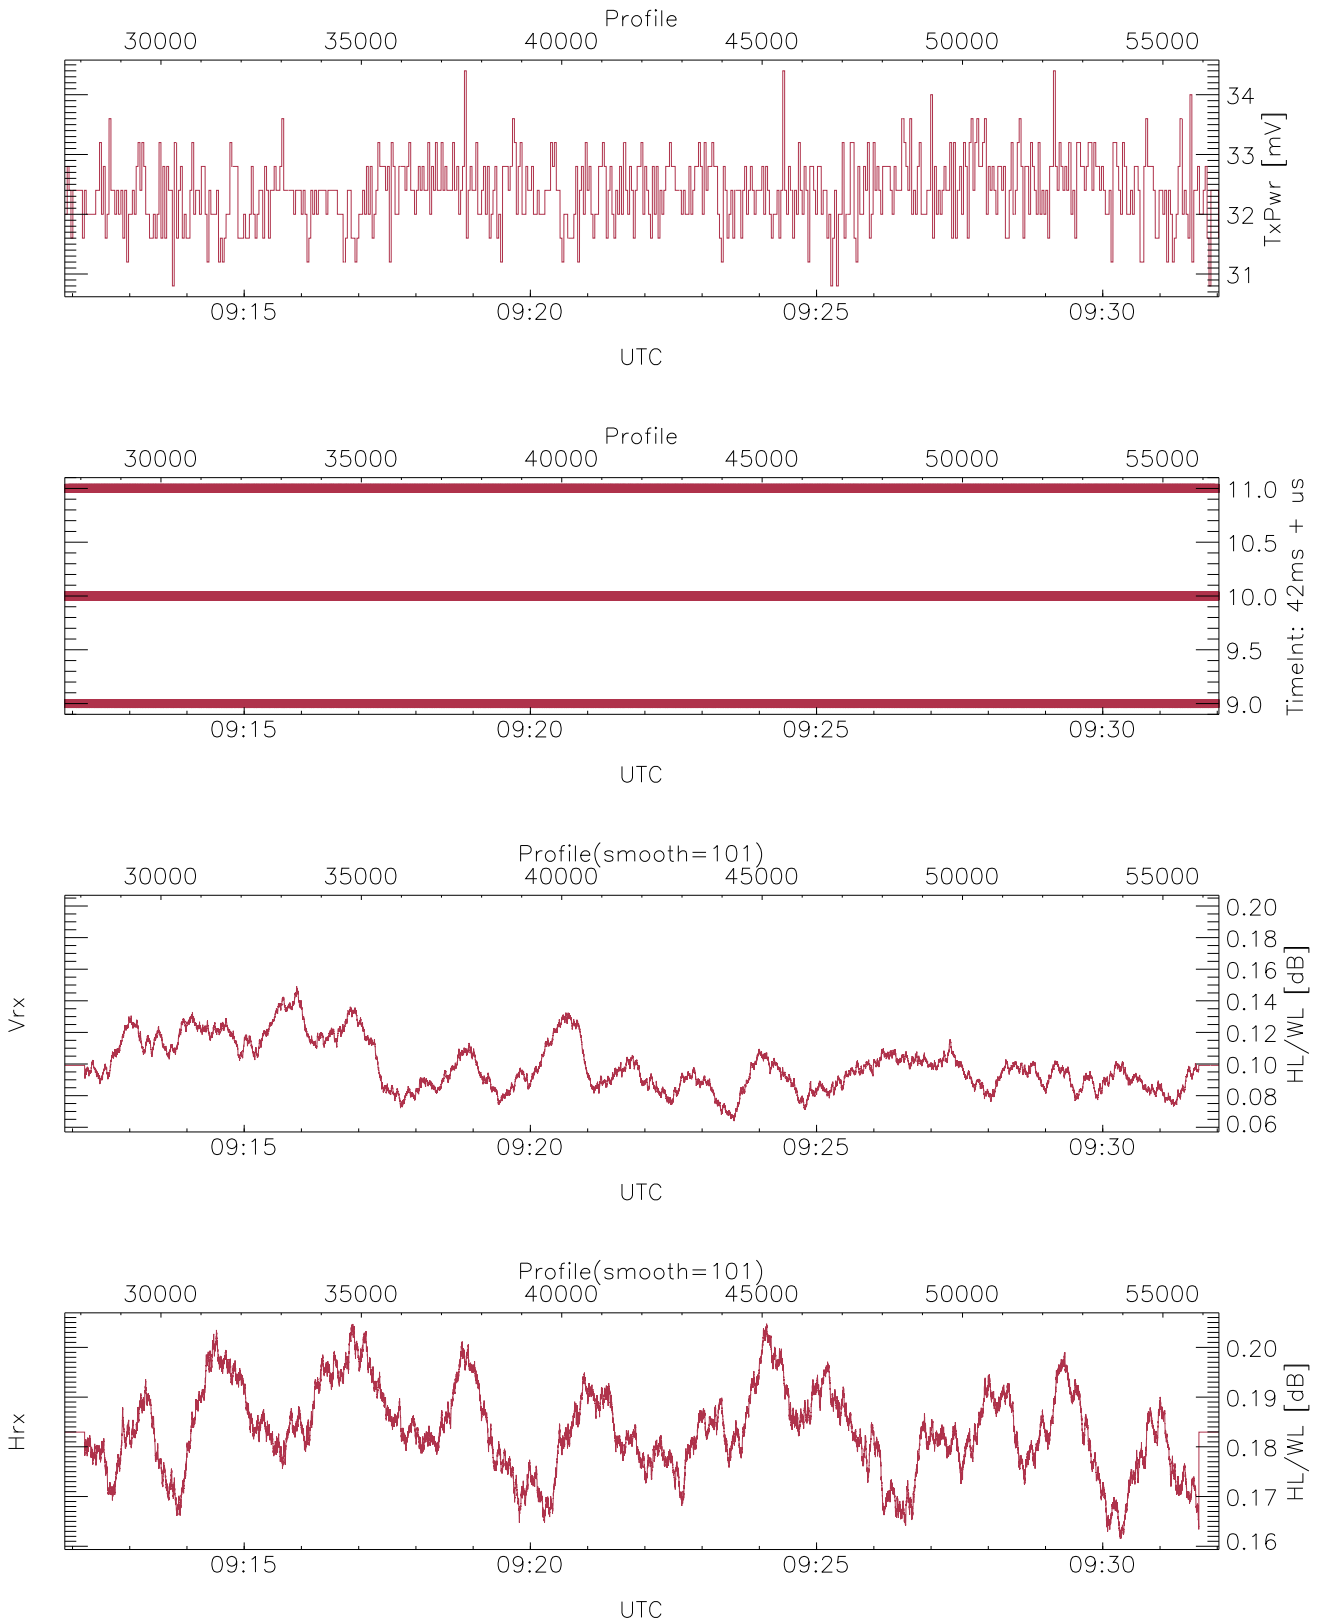 Profile
30000 35000 40000 45000 50000 55000
34
33
32
31
TxPwr [mV]
09:15 09:20 09:25 09:30
UTC
Profile
30000 35000 40000 45000 50000 55000
11.0
10.5
10.0
9.5
9.0
TimeInt: 42ms + us
09:15 09:20 09:25 09:30
UTC
Profile(smooth=101)
30000 35000 40000 45000 50000 55000
Vrx
0.20
0.18
0.16
0.14
0.12
0.10
0.08
0.06
HL/WL [dB]
09:15 09:20 09:25 09:30
UTC
Profile(smooth=101)
30000 35000 40000 45000 50000 55000
Hrx
0.20
0.19
0.18
0.17
0.16
HL/WL [dB]
09:15 09:20 09:25 09:30
UTC